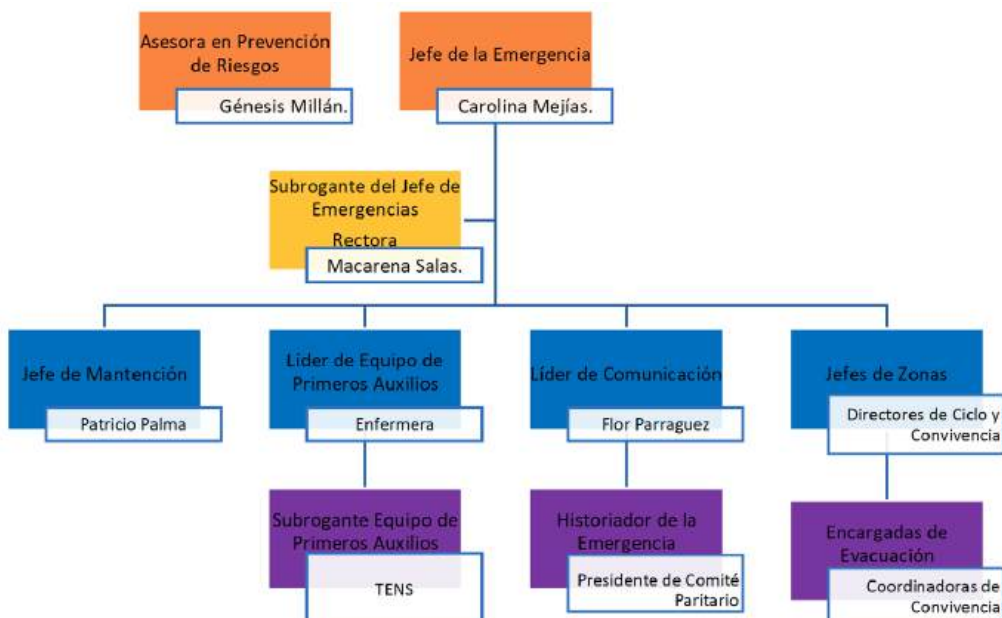 Asesora en Prevención
de Riesgos
Génesis Millán.
Jefe de la Emergencia
Carolina Mejías.
Subrogante del Jefe de
Emergencias
Rectora
Macarena Salas.
Jefe de Mantención
Patricio Palma
Líder de Equipo de
Primeros Auxilios
Enfermera
Líder de Comunicación
Flor Parraguez
Jefes de Zonas
Directores de Ciclo y
Convivencia
Subrogante Equipo de
Primeros Auxilios
TENS
Historiador de la
Emergencia
Presidente de Comité
Paritario
Encargadas de
Evacuación
Coordinadoras de
Convivencia